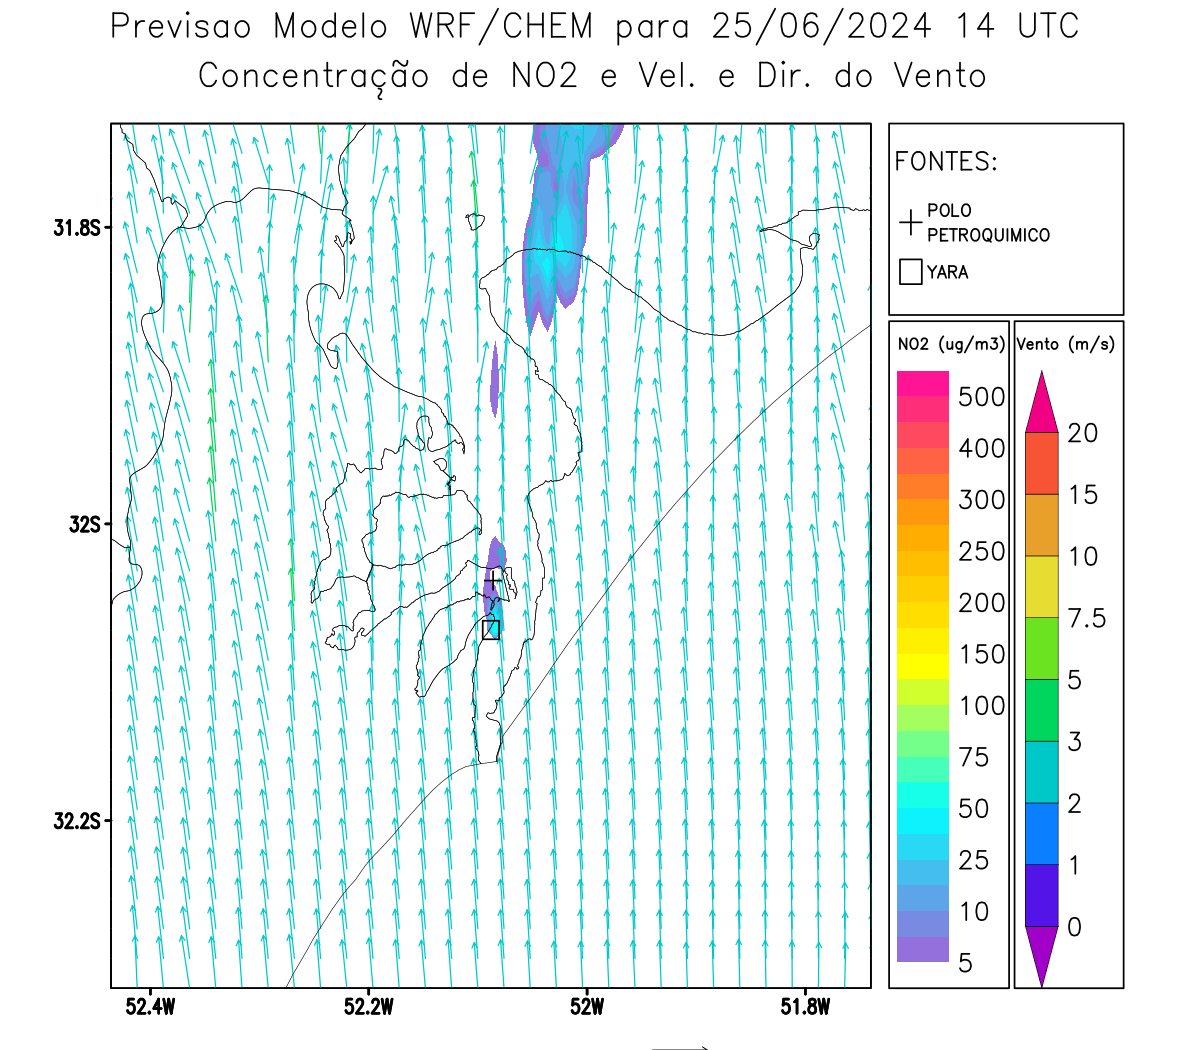 Previsao Modelo WRF/CHEM para 25/06/2024 14 UTC
Concentração de NO2 e Vel. e Dir. do Vento
FONTES:
POLO
PETROQUIMICO
YARA
NO2 (ug/m3)
500
400
300
250
200
150
100
75
50
25
10
5
Vento (m/s)
20
15
10
7.5
5
3
2
1
0
31.8S
32S
32.2S
52.4W
52.2W
52W
51.8W